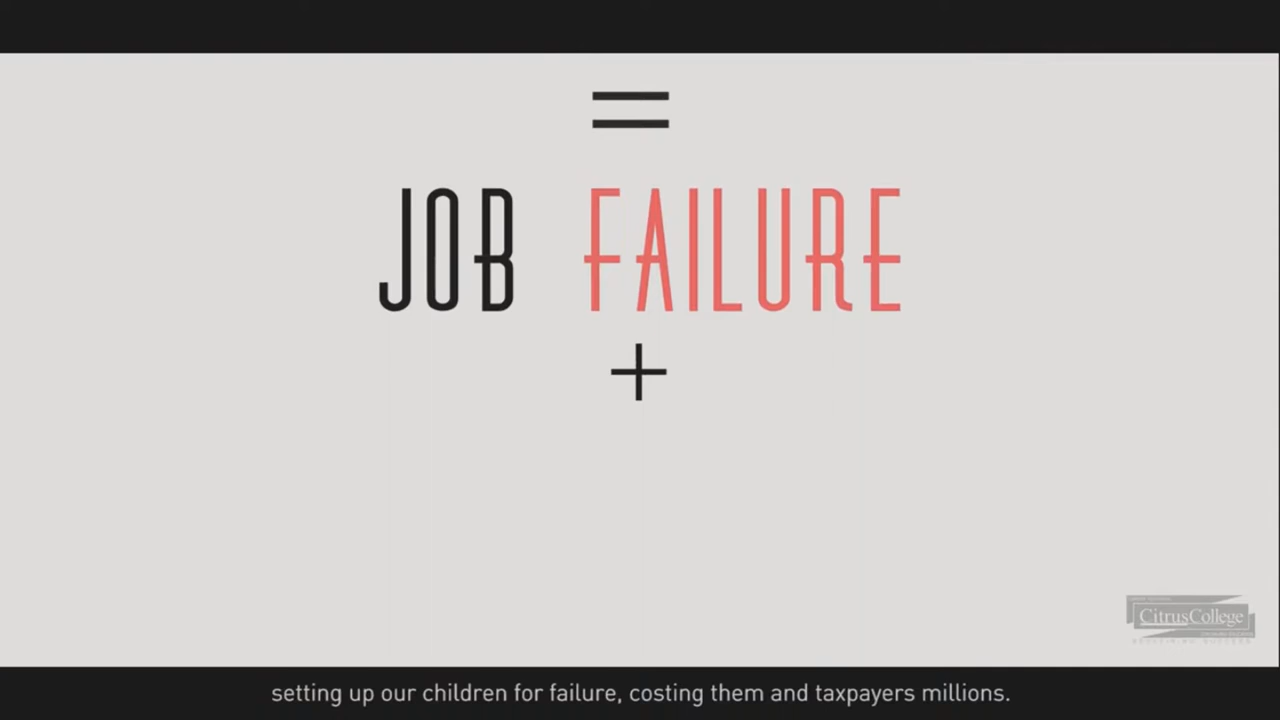 =
JOB FAILURE
+
CitrusCollege
setting up our children for failure, costing them and taxpayers millions.